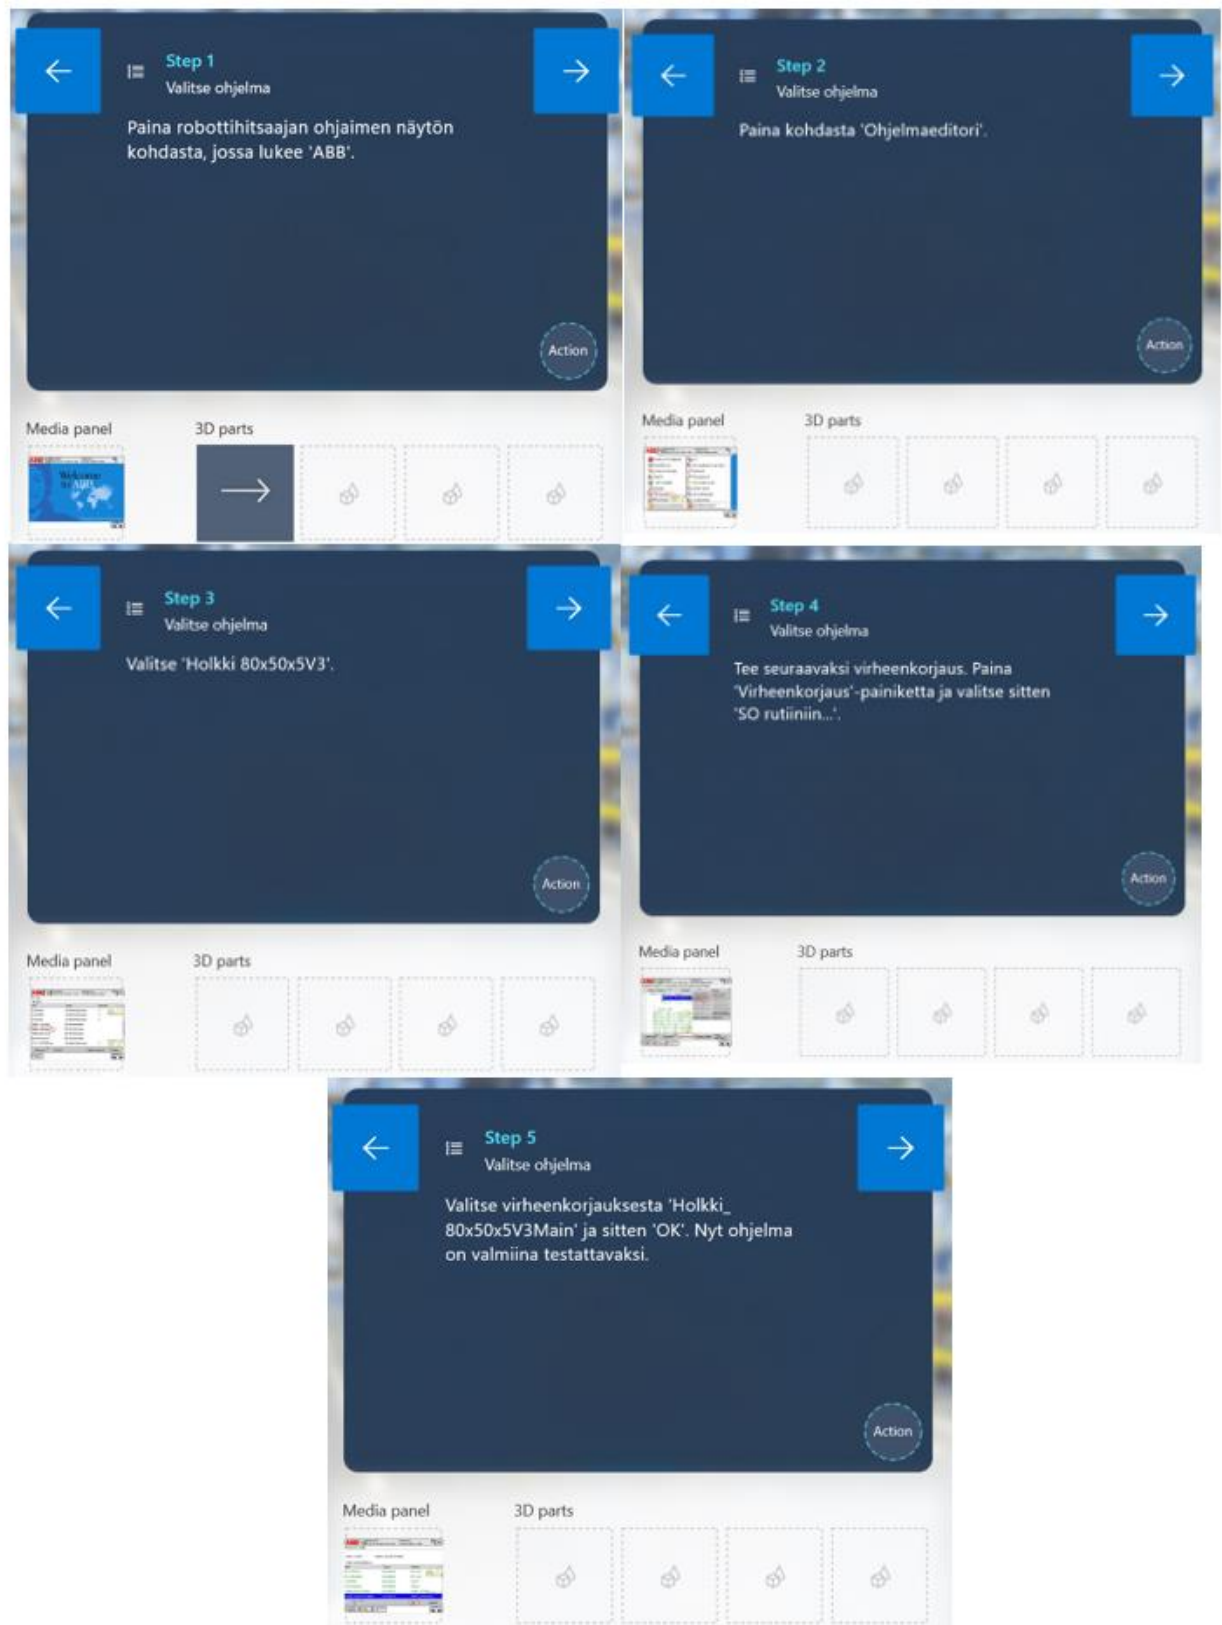 Step 1
Valitse ohjelma
Paina robottihitsaajan ohjaimen näytön
kohdasta, jossa lukee 'ABB'.
Action
Media panel
3D parts
Welcome
to ABB
Step 2
Valitse ohjelma
Paina kohdasta 'Ohjelmaeditori'.
Action
Media panel
3D parts
Step 3
Valitse ohjelma
Valitse 'Holkki 80x50x5V3'.
Action
Media panel
3D parts
Step 4
Valitse ohjelma
Tee seuraavaksi virheenkorjaus. Paina
'Virheenkorjaus'-painiketta ja valitse sitten
'SO rutiiniin...'.
Action
Media panel
3D parts
Step 5
Valitse ohjelma
Valitse virheenkorjauksesta 'Holkki_
80x50x5V3Main' ja sitten 'OK'. Nyt ohjelma
on valmiina testattavaksi.
Action
Media panel
3D parts